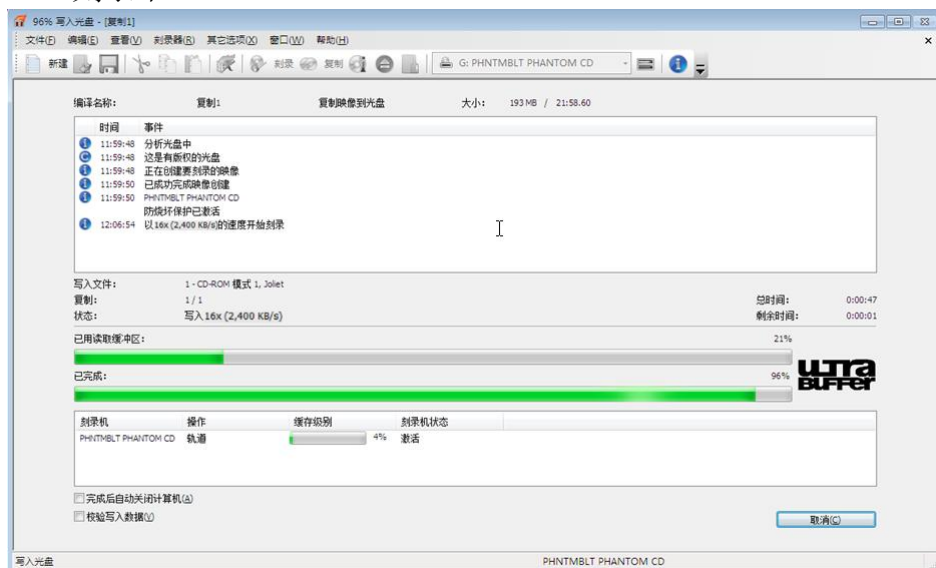 96% 写入光盘 - [复制1]
文件(F) 编辑(E) 查看(V) 刻录器(R) 其它选项(X) 窗口(W) 帮助(H)
新建 刻录 复制 G: PHNTMBLT PHANTOM CD
编译名称: 复制1 复制映像到光盘 大小: 193 MB / 21:58.60
时间 事件
11:59:48 分析光盘中
11:59:48 这是有版权的光盘
11:59:48 正在创建要刻录的映像
11:59:50 已成功完成映像创建
11:59:50 PHNTMBLT PHANTOM CD
防烧坏保护已激活
12:06:54 以16x (2,400 KB/s)的速度开始刻录
写入文件: 1 - CD-ROM 模式 1, Joliet
复制: 1 / 1 总时间: 0:00:47
状态: 写入 16x (2,400 KB/s) 剩余时间: 0:00:01
已用读取缓冲区: 21%
已完成: 96%
ULTRA
BUFFER
刻录机 操作 缓存级别 刻录机状态
PHNTMBLT PHANTOM CD 轨道 4% 激活
完成后自动关闭计算机(A)
校验写入数据(V)
取消(C)
写入光盘 PHNTMBLT PHANTOM CD